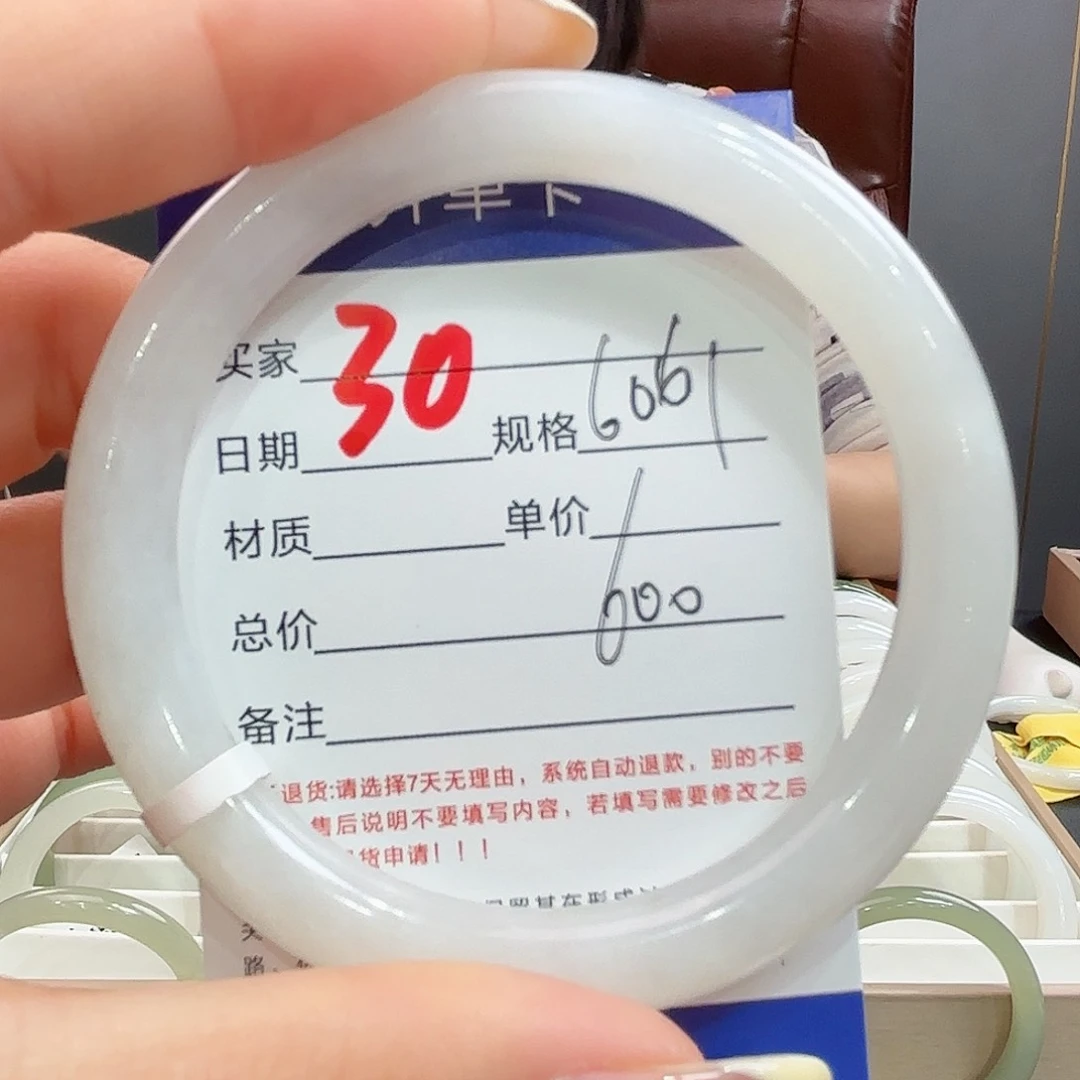 开单卡
买家 30
日期 规格 6061
材质 单价
总价 600
备注
退货:请选择7天无理由，系统自动退款，别的不要
售后说明不要填写内容，若填写需要修改之后
货申请！！！